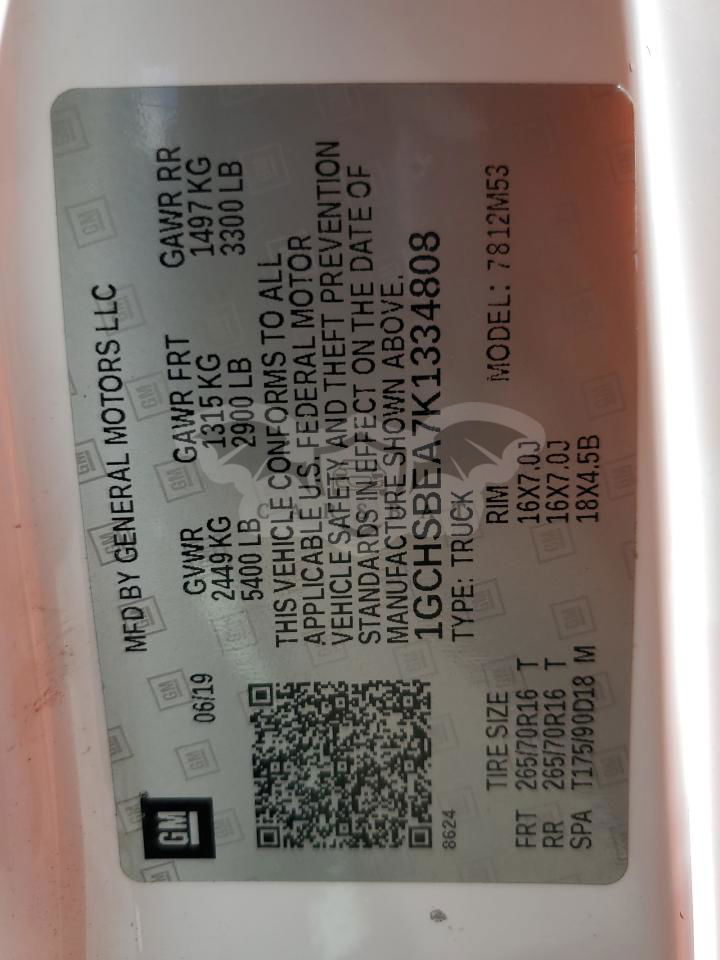 GM
MFD BY GENERAL MOTORS LLC
06/19
GVWR GAWR FRT GAWR RR
2449KG 1315 KG 1497 KG
5400 LB 2900 LB 3300 LB
THIS VEHICLE CONFORMS TO ALL
APPLICABLE U.S. FEDERAL MOTOR
VEHICLE SAFETY AND THEFT PREVENTION
STANDARDS IN EFFECT ON THE DATE OF
MANUFACTURE SHOWN ABOVE.
1GCHSBEA7K1334808
8624
TYPE: TRUCK MODEL: 7812M53
TIRE SIZE RIM
FRT 265/70R16 T 16X7.0J
RR 265/70R16 T 16X7.0J
SPA T175/90D18 M 18X4.5B